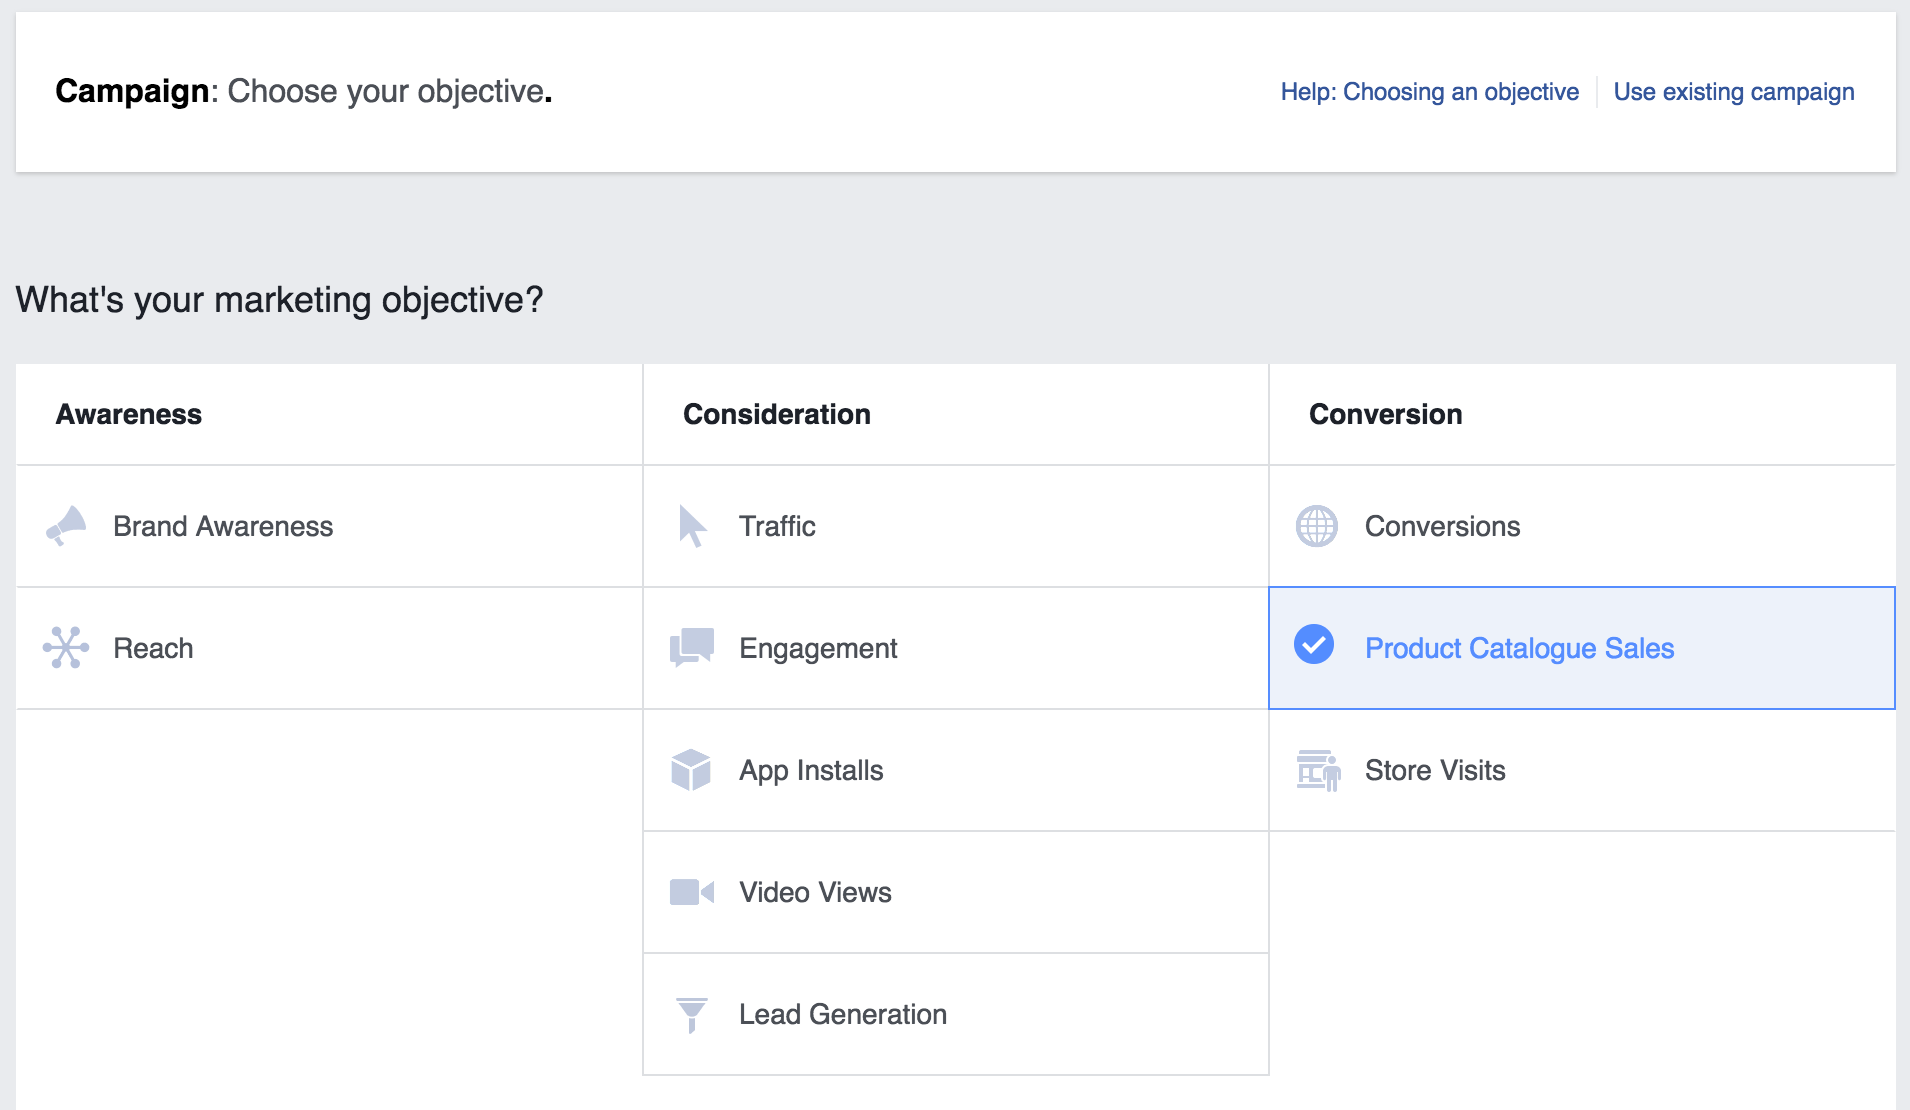 Campaign: Choose your objective.
Help: Choosing an objective
Use existing campaign
What's your marketing objective?
Awareness
Consideration
Conversion
Brand Awareness
Traffic
Conversions
Reach
Engagement
Product Catalogue Sales
App Installs
Store Visits
Video Views
Lead Generation